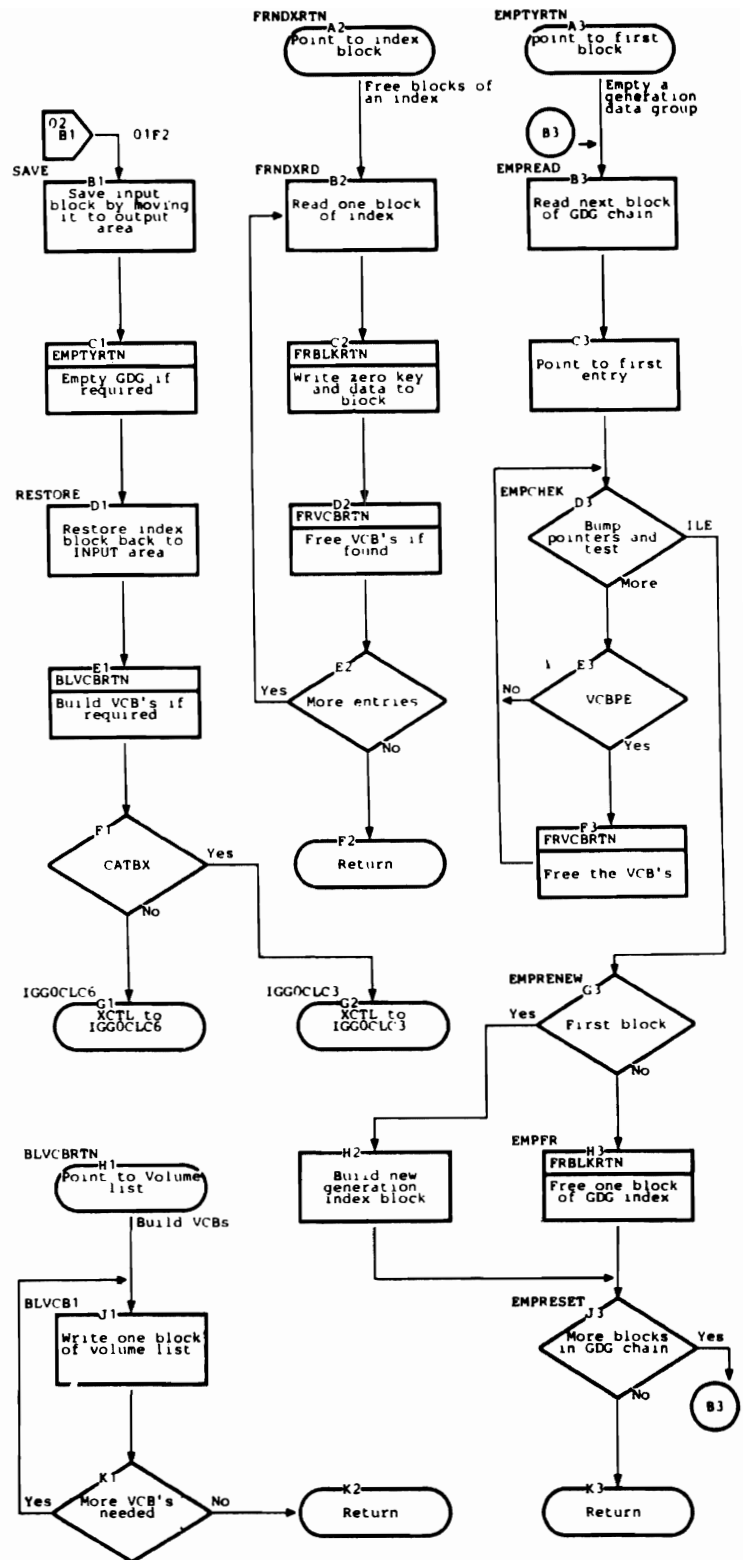 02
B1
01F2
SAVE
B1
Save input
block by moving
it to output
area
C1
EMPTYRTN
Empty GDG if
required
RESTORE
D1
Restore index
block back to
INPUT area
E1
BLVCBRTN
Build VCB's if
required
F1
CATBX
Yes
No
IGG0CLC6
G1
XCTL to
IGG0CLC6
IGG0CLC3
G2
XCTL to
IGG0CLC3
BLVCBRTN
H1
Point to Volume
list
Build VCBs
BLVCB1
J1
Write one block
of volume list
K1
More VCB's
needed
Yes
No
K2
Return
FRNDXRTN
A2
Point to index
block
Free blocks of
an index
FRNDXRD
B2
Read one block
of index
C2
FRBLKRTN
Write zero key
and data to
block
D2
FRVCBRTN
Free VCB's if
found
E2
More entries
Yes
No
F2
Return
EMPTYRTN
A3
point to first
block
Empty a
generation
data group
B3
EMPREAD
B3
Read next block
of GDG chain
C3
Point to first
entry
EMPCHEK
D3
Bump
pointers and
test
ILE
More
E3
VCBPE
No
Yes
F3
FRVCBRTN
Free the VCB's
EMPRENEW
G3
First block
Yes
No
H2
Build new
generation
index block
EMPFR
H3
FRBLKRTN
Free one block
of GDG index
EMPRESET
J3
More blocks
in GDG chain
Yes
No
B3
K3
Return